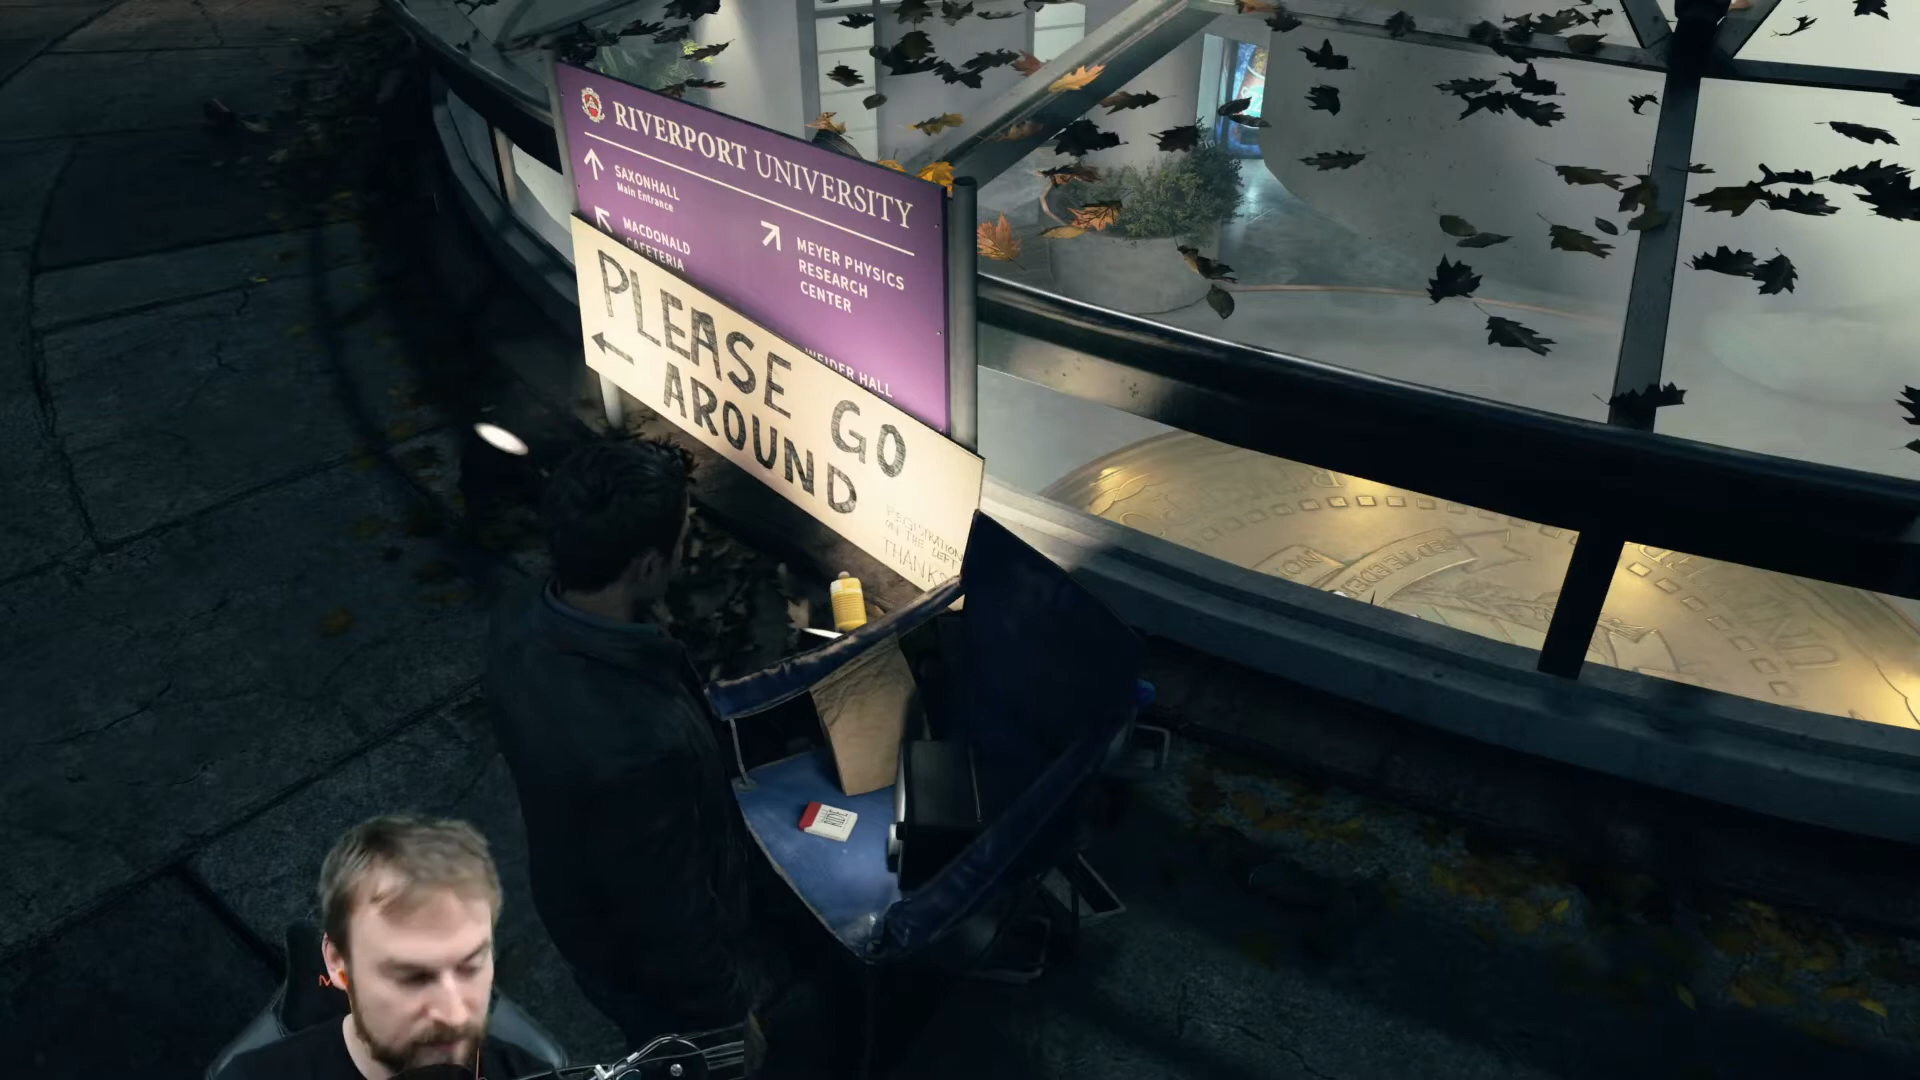 RIVERPORT UNIVERSITY
SAXONHALL
Main Entrance
MACDONALD
CAFETERIA
MEYER PHYSICS
RESEARCH
CENTER
WEIDER HALL
PLEASE GO
AROUND
REGISTRATION
ON THE LEFT
THANKS